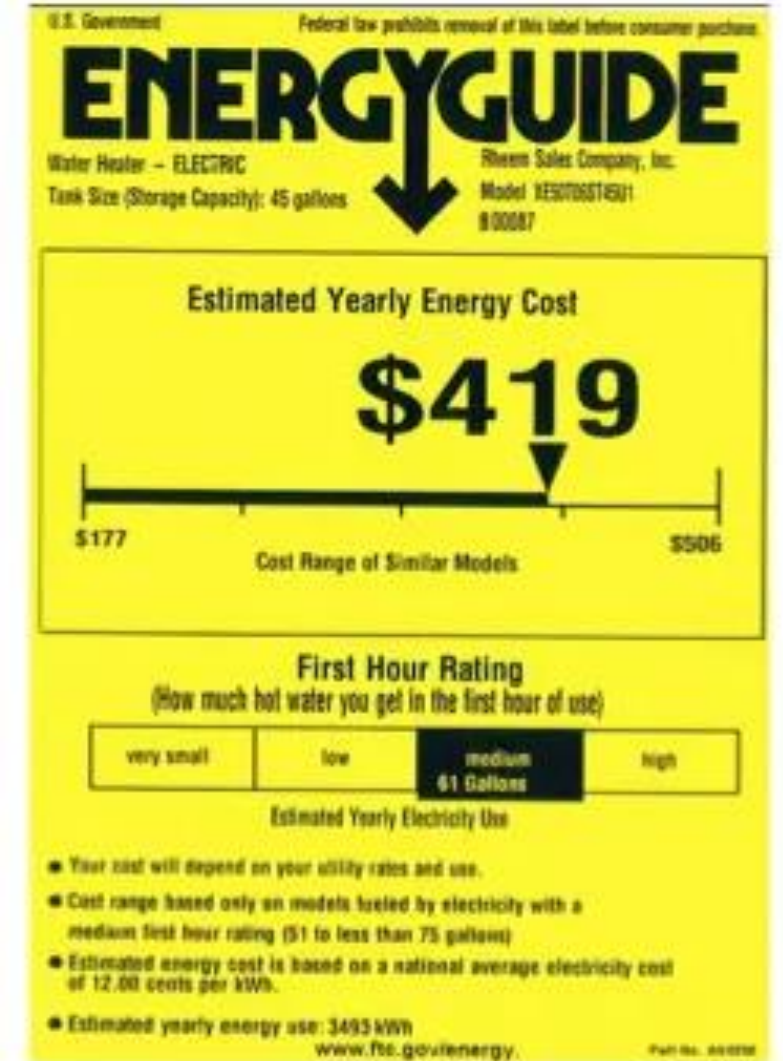 U.S. Government
Federal law prohibits removal of this label before consumer purchase.
ENERGYGUIDE
Water Heater – ELECTRIC
Tank Size (Storage Capacity): 45 gallons
Rheem Sales Company, Inc.
Model XE50T06ST45U1
Estimated Yearly Energy Cost
$419
$177
$506
Cost Range of Similar Models
First Hour Rating
(How much hot water you get in the first hour of use)
very small
low
medium
61 Gallons
high
Estimated Yearly Electricity Use
● Your cost will depend on your utility rates and use.
● Cost range based only on models fueled by electricity with a
medium first hour rating (51 to less than 75 gallons)
● Estimated energy cost is based on a national average electricity cost
of 12.00 cents per kWh.
● Estimated yearly energy use: 3493 kWh
www.ftc.gov/energy.
Part No.